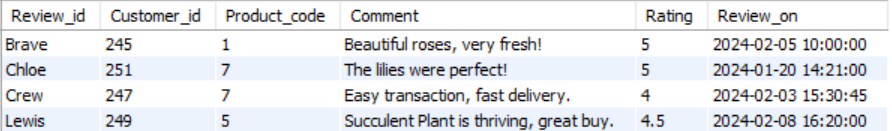 Review_id Customer_id Product_code Comment Rating Review_on
Brave 245 1 Beautiful roses, very fresh! 5 2024-02-05 10:00:00
Chloe 251 7 The lilies were perfect! 5 2024-01-20 14:21:00
Crew 247 7 Easy transaction, fast delivery. 4 2024-02-03 15:30:45
Lewis 249 5 Succulent Plant is thriving, great buy. 4.5 2024-02-08 16:20:00